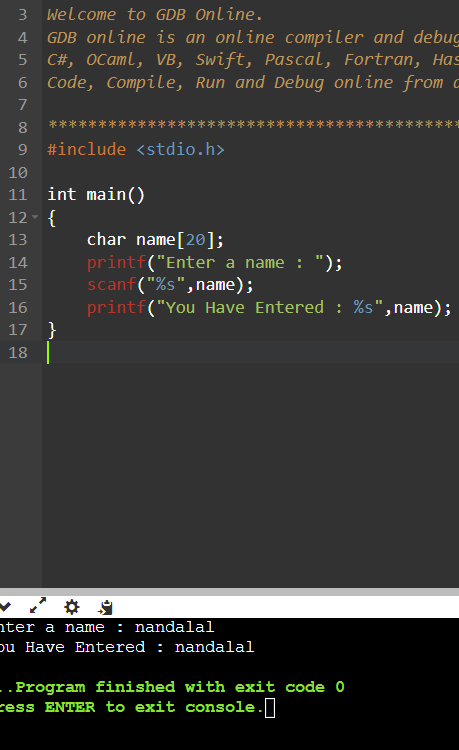 3 Welcome to GDB Online.
4 GDB online is an online compiler and debug
5 C#, OCaml, VB, Swift, Pascal, Fortran, Has
6 Code, Compile, Run and Debug online from a
7
8 ******************************************
9 #include <stdio.h>
10
11 int main()
12 {
13     char name[20];
14     printf("Enter a name : ");
15     scanf("%s",name);
16     printf("You Have Entered : %s",name);
17 }
18
nter a name : nandalal
ou Have Entered : nandalal
..Program finished with exit code 0
ress ENTER to exit console.